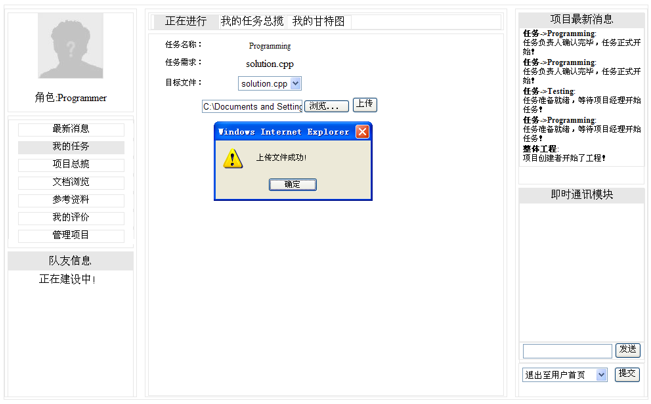 角色:Programmer
最新消息
我的任务
项目总揽
文档浏览
参考资料
我的评价
管理项目
队友信息
正在建设中!
正在进行 我的任务总揽 我的甘特图
任务名称： Programming
任务需求： solution.cpp
目标文件： solution.cpp
C:\Documents and Setting 浏览... 上传
Windows Internet Explorer
上传文件成功!
确定
项目最新消息
任务->Programming:
任务负责人确认完毕，任务正式开
始!
任务->Programming:
任务负责人确认完毕，任务正式开
始!
任务->Testing:
任务准备就绪，等待项目经理开始
任务!
任务->Programming:
任务准备就绪，等待项目经理开始
任务!
整体工程:
项目创建者开始了工程!
即时通讯模块
发送
退出至用户首页 提交